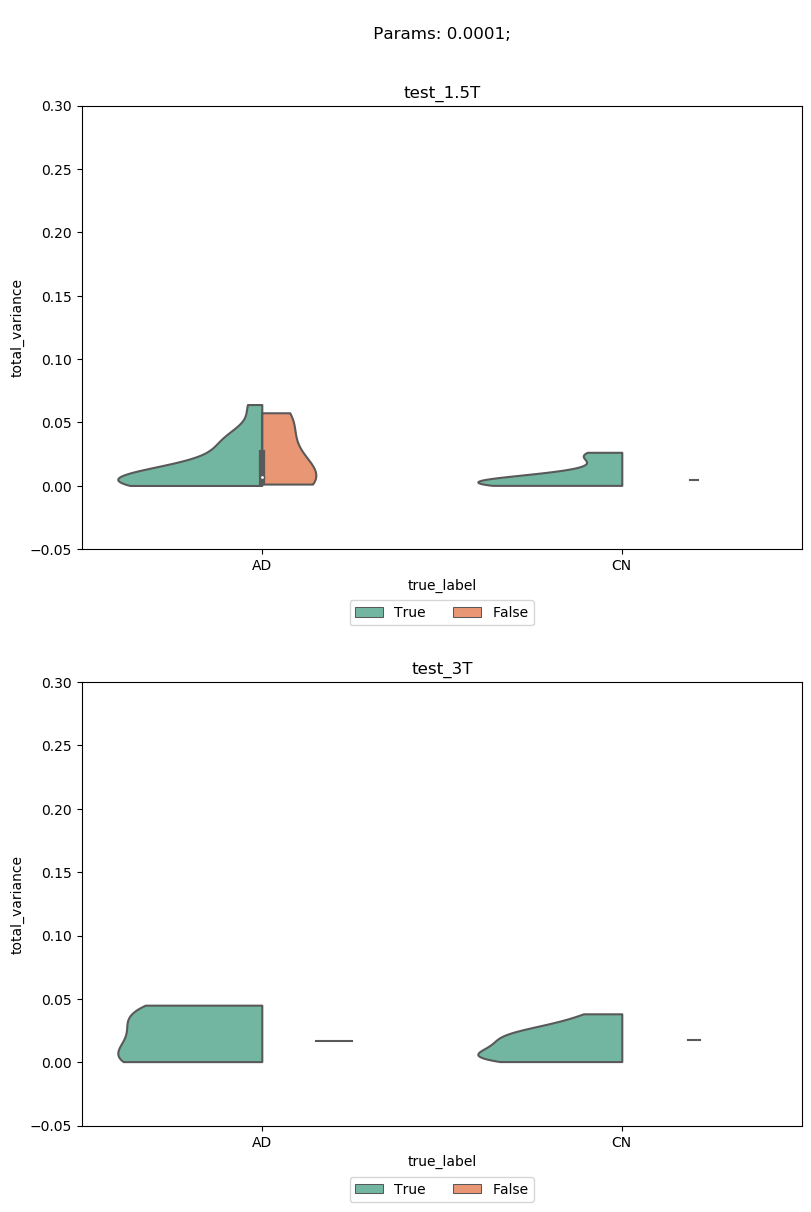 Params: 0.0001;
test_1.5T
0.30
0.25
0.20
0.15
0.10
0.05
0.00
−0.05
total_variance
AD
CN
true_label
True
False
test_3T
0.30
0.25
0.20
0.15
0.10
0.05
0.00
−0.05
total_variance
AD
CN
true_label
True
False